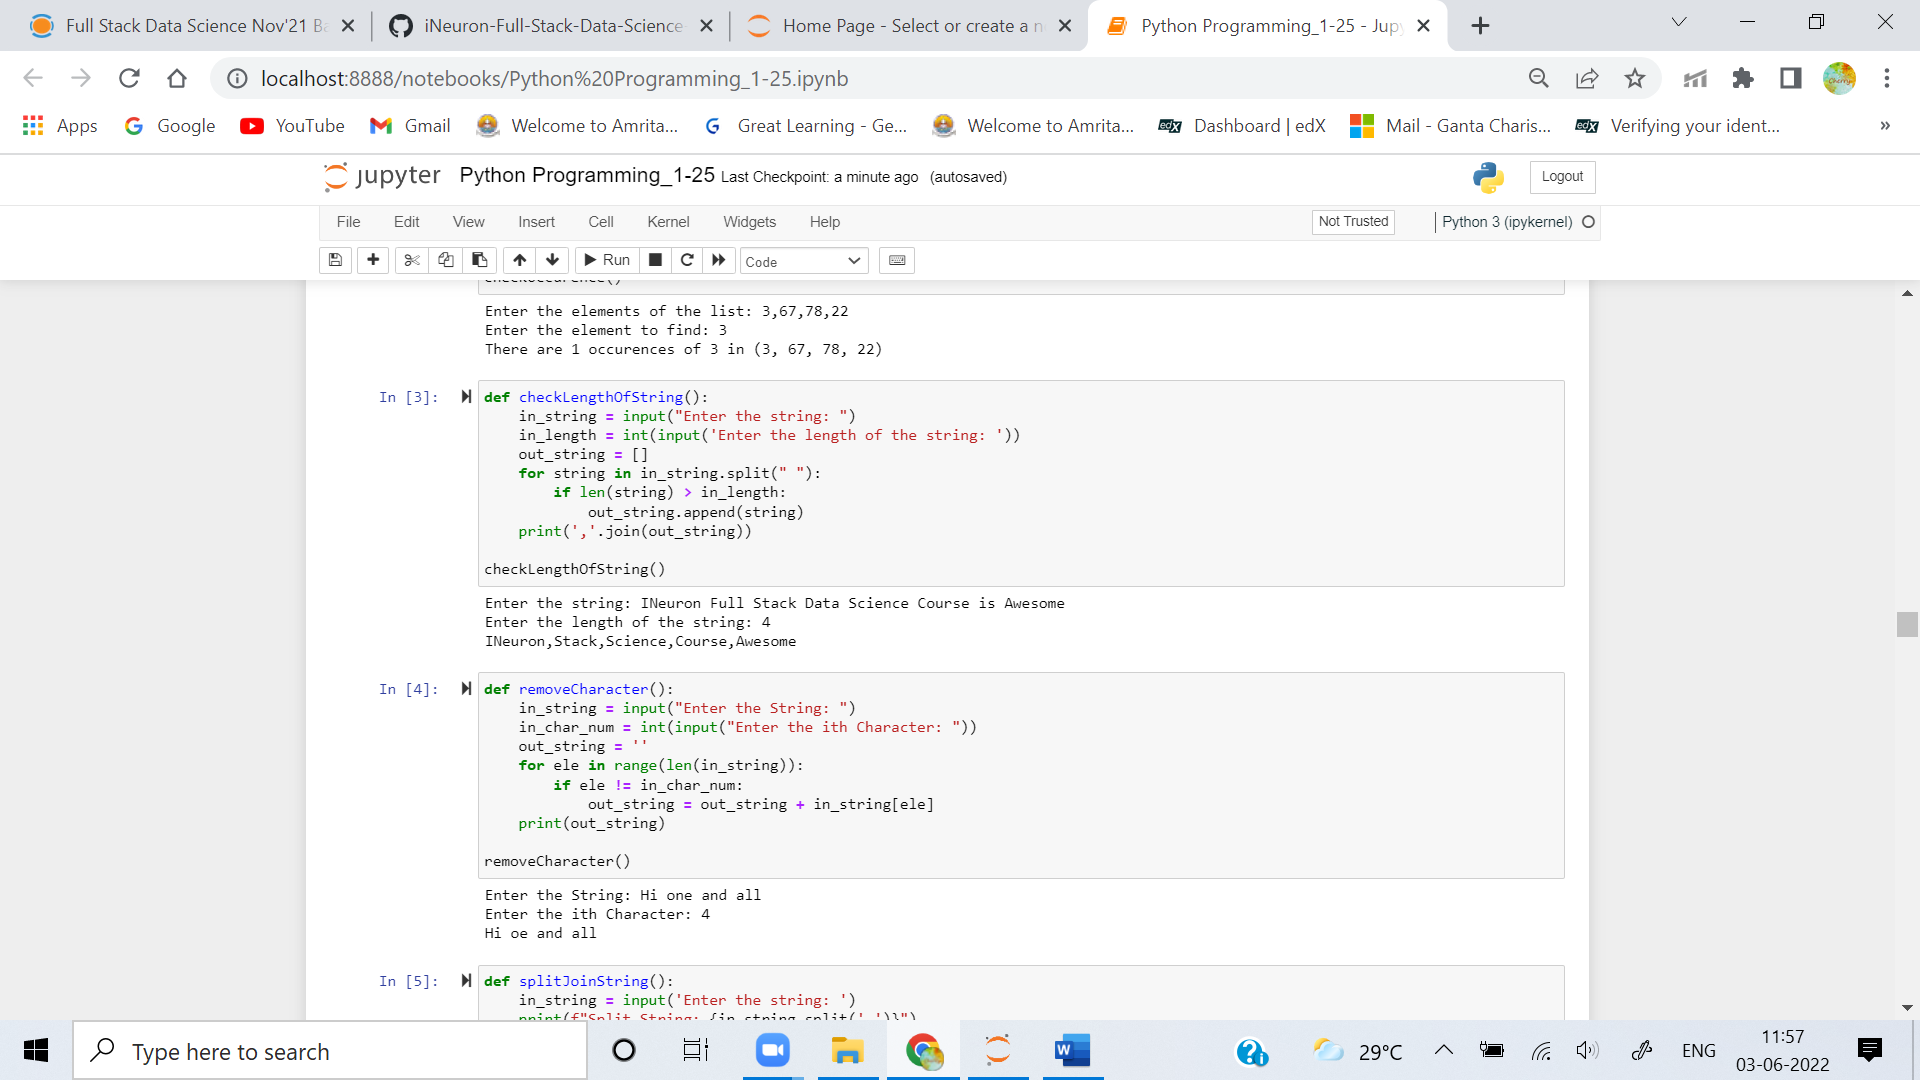 Full Stack Data Science Nov'21 Ba
iNeuron-Full-Stack-Data-Science
Home Page - Select or create a n
Python Programming_1-25 - Jupy
localhost:8888/notebooks/Python%20Programming_1-25.ipynb
Apps Google YouTube Gmail Welcome to Amrita... Great Learning - Ge... Welcome to Amrita... Dashboard | edX Mail - Ganta Charis... Verifying your ident... »
jupyter Python Programming_1-25 Last Checkpoint: a minute ago (autosaved) Logout
File Edit View Insert Cell Kernel Widgets Help Not Trusted Python 3 (ipykernel)
Run Code
Enter the elements of the list: 3,67,78,22
Enter the element to find: 3
There are 1 occurences of 3 in (3, 67, 78, 22)
In [3]: def checkLengthOfString():
in_string = input("Enter the string: ")
in_length = int(input('Enter the length of the string: '))
out_string = []
for string in in_string.split(" "):
if len(string) > in_length:
out_string.append(string)
print(','.join(out_string))
checkLengthOfString()
Enter the string: INeuron Full Stack Data Science Course is Awesome
Enter the length of the string: 4
INeuron,Stack,Science,Course,Awesome
In [4]: def removeCharacter():
in_string = input("Enter the String: ")
in_char_num = int(input("Enter the ith Character: "))
out_string = ''
for ele in range(len(in_string)):
if ele != in_char_num:
out_string = out_string + in_string[ele]
print(out_string)
removeCharacter()
Enter the String: Hi one and all
Enter the ith Character: 4
Hi oe and all
In [5]: def splitJoinString():
in_string = input('Enter the string: ')
print(f"Split String: {in_string.split(' ')}")
Type here to search
29°C ENG
11:57
03-06-2022